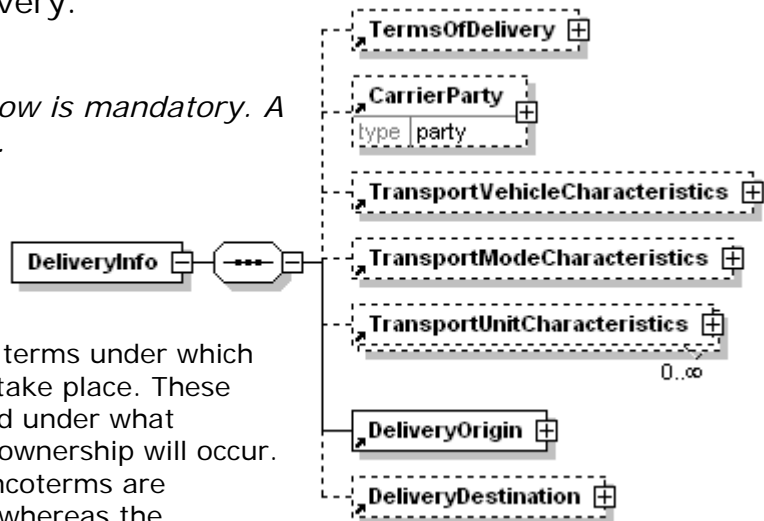 very.
ow is mandatory. A
terms under which
take place. These
d under what
ownership will occur.
ncoterms are
whereas the
TermsOfDelivery
CarrierParty
type party
TransportVehicleCharacteristics
TransportModeCharacteristics
DeliveryInfo
TransportUnitCharacteristics
0..∞
DeliveryOrigin
DeliveryDestination